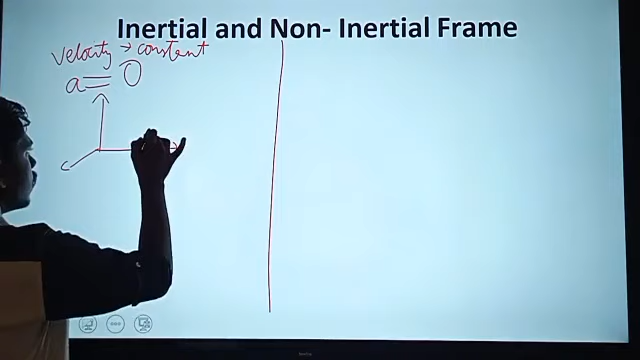 Inertial and Non- Inertial Frame
velocity → constant
a = 0